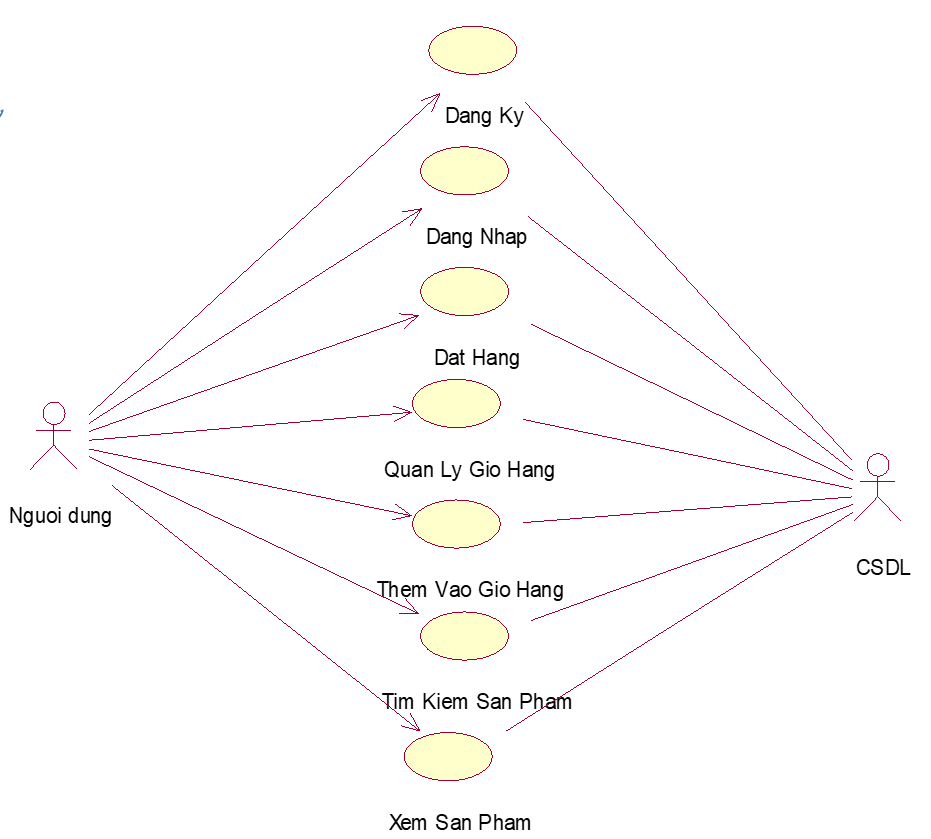 Dang Ky
Dang Nhap
Dat Hang
Quan Ly Gio Hang
Nguoi dung
CSDL
Them Vao Gio Hang
Tim Kiem San Pham
Xem San Pham